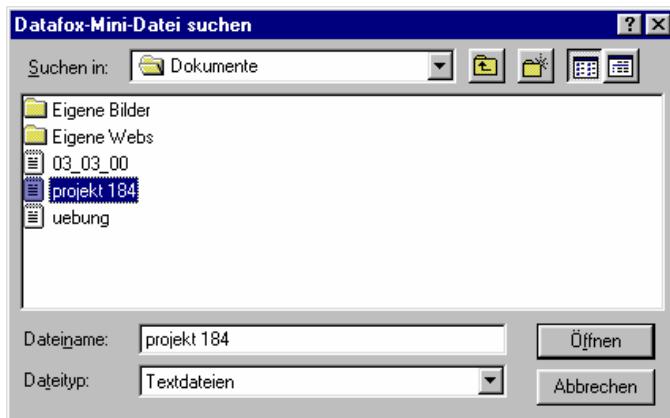 Datafox-Mini-Datei suchen
Suchen in: Dokumente
Eigene Bilder
Eigene Webs
03_03_00
projekt 184
uebung
Dateiname: projekt 184 Öffnen
Dateityp: Textdateien Abbrechen